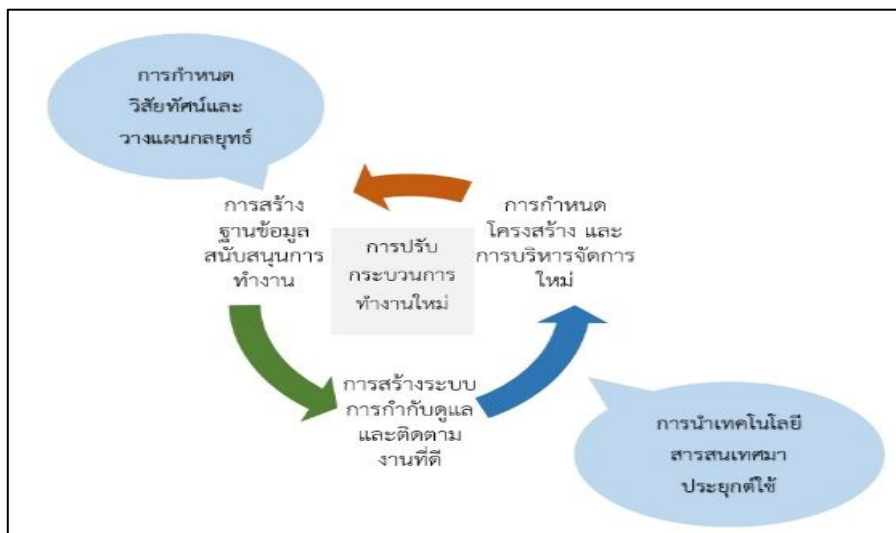 การกำหนด
วิสัยทัศน์และ
วางแผนกลยุทธ์
การสร้าง
ฐานข้อมูล
สนับสนุนการ
ทำงาน
การปรับ
กระบวนการ
ทำงานใหม่
การกำหนด
โครงสร้าง และ
การบริหารจัดการ
ใหม่
การสร้างระบบ
การกำกับดูแล
และติดตาม
งานที่ดี
การนำเทคโนโลยี
สารสนเทศมา
ประยุกต์ใช้